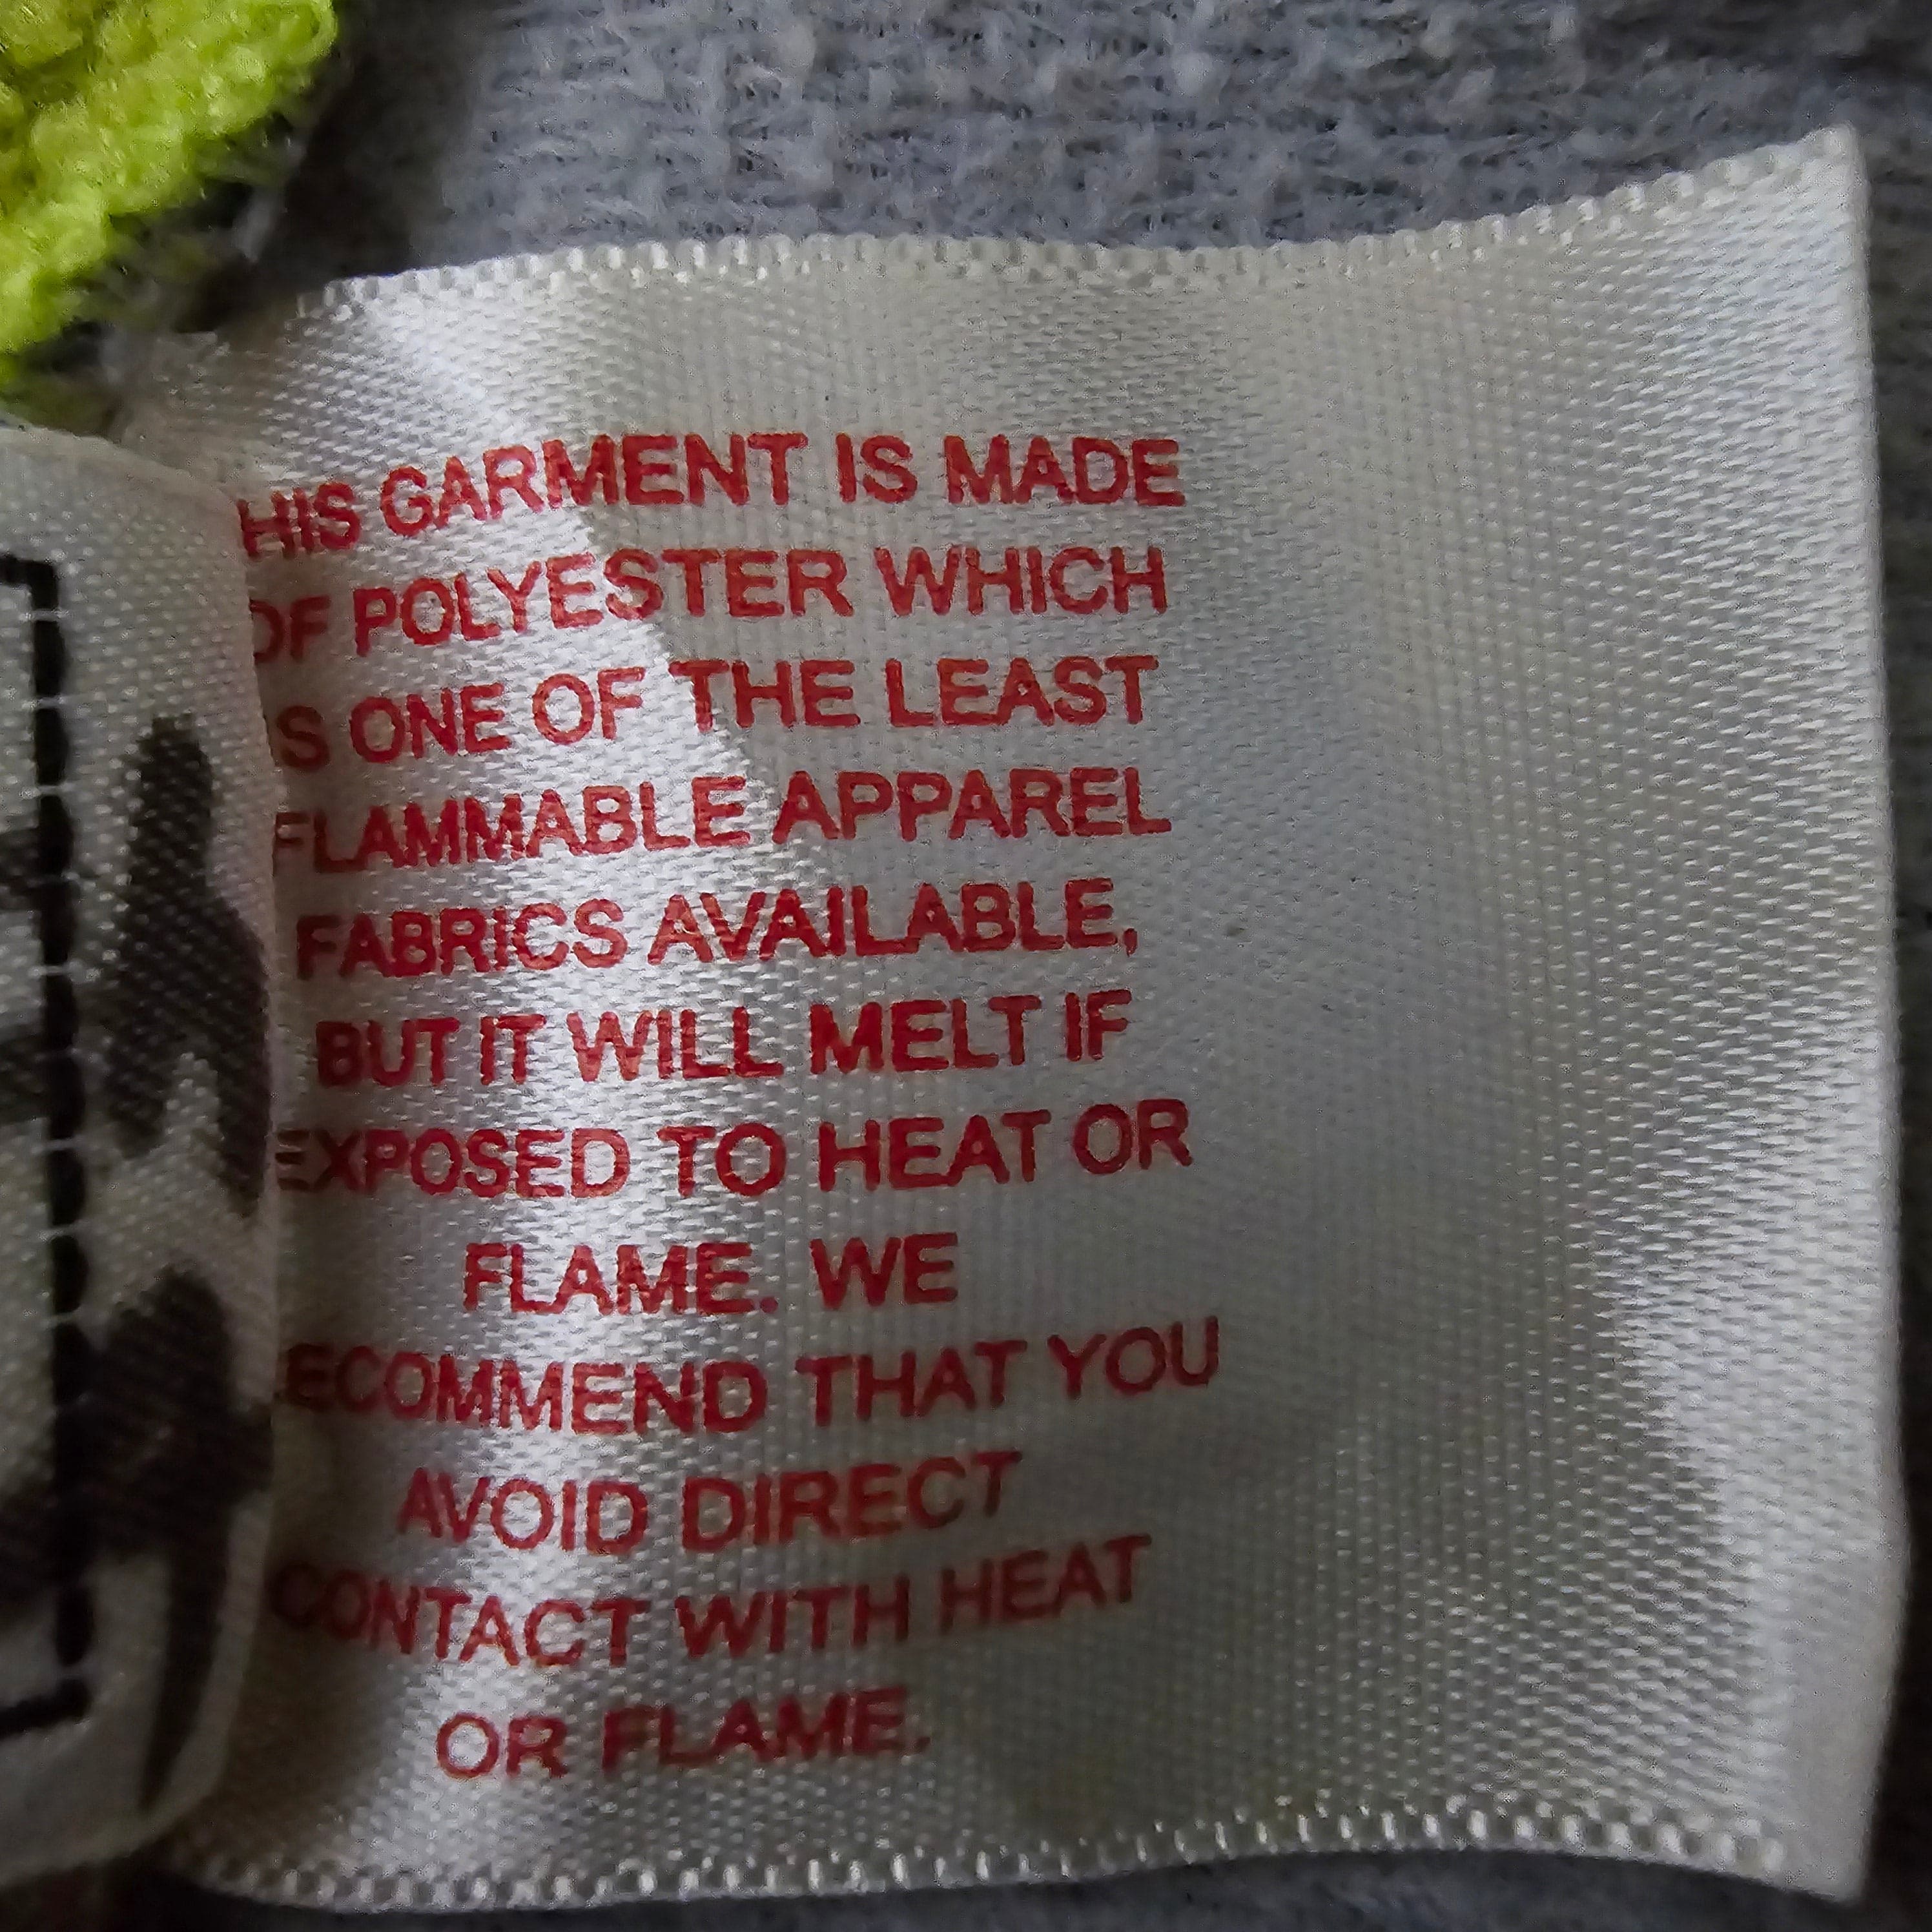 HIS GARMENT IS MADE
OF POLYESTER WHICH
S ONE OF THE LEAST
FLAMMABLE APPAREL
FABRICS AVAILABLE,
BUT IT WILL MELT IF
EXPOSED TO HEAT OR
FLAME. WE
ECOMMEND THAT YOU
AVOID DIRECT
CONTACT WITH HEAT
OR FLAME.